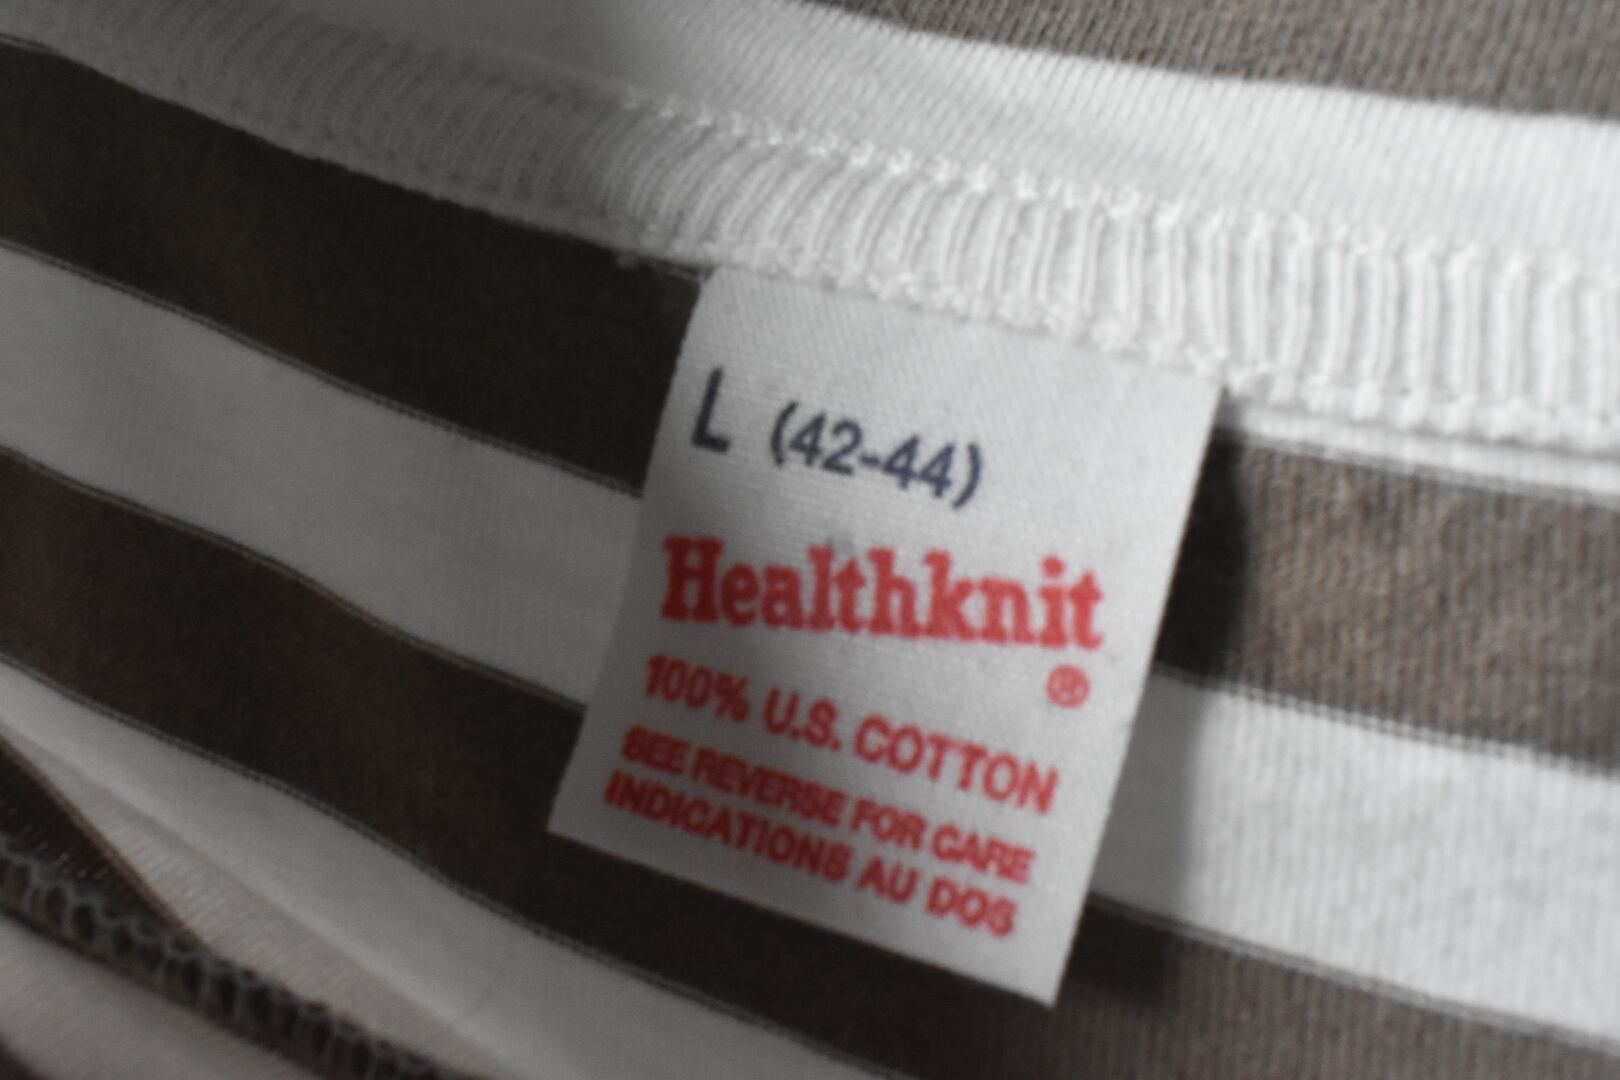 L (42-44)
Healthknit
®
100% U.S. COTTON
SEE REVERSE FOR CARE
INDICATIONS AU DOS